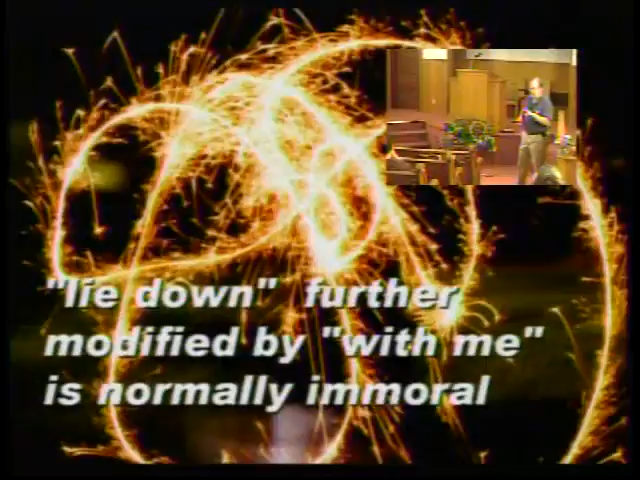 "lie down"  further
modified by "with me"
is normally immoral